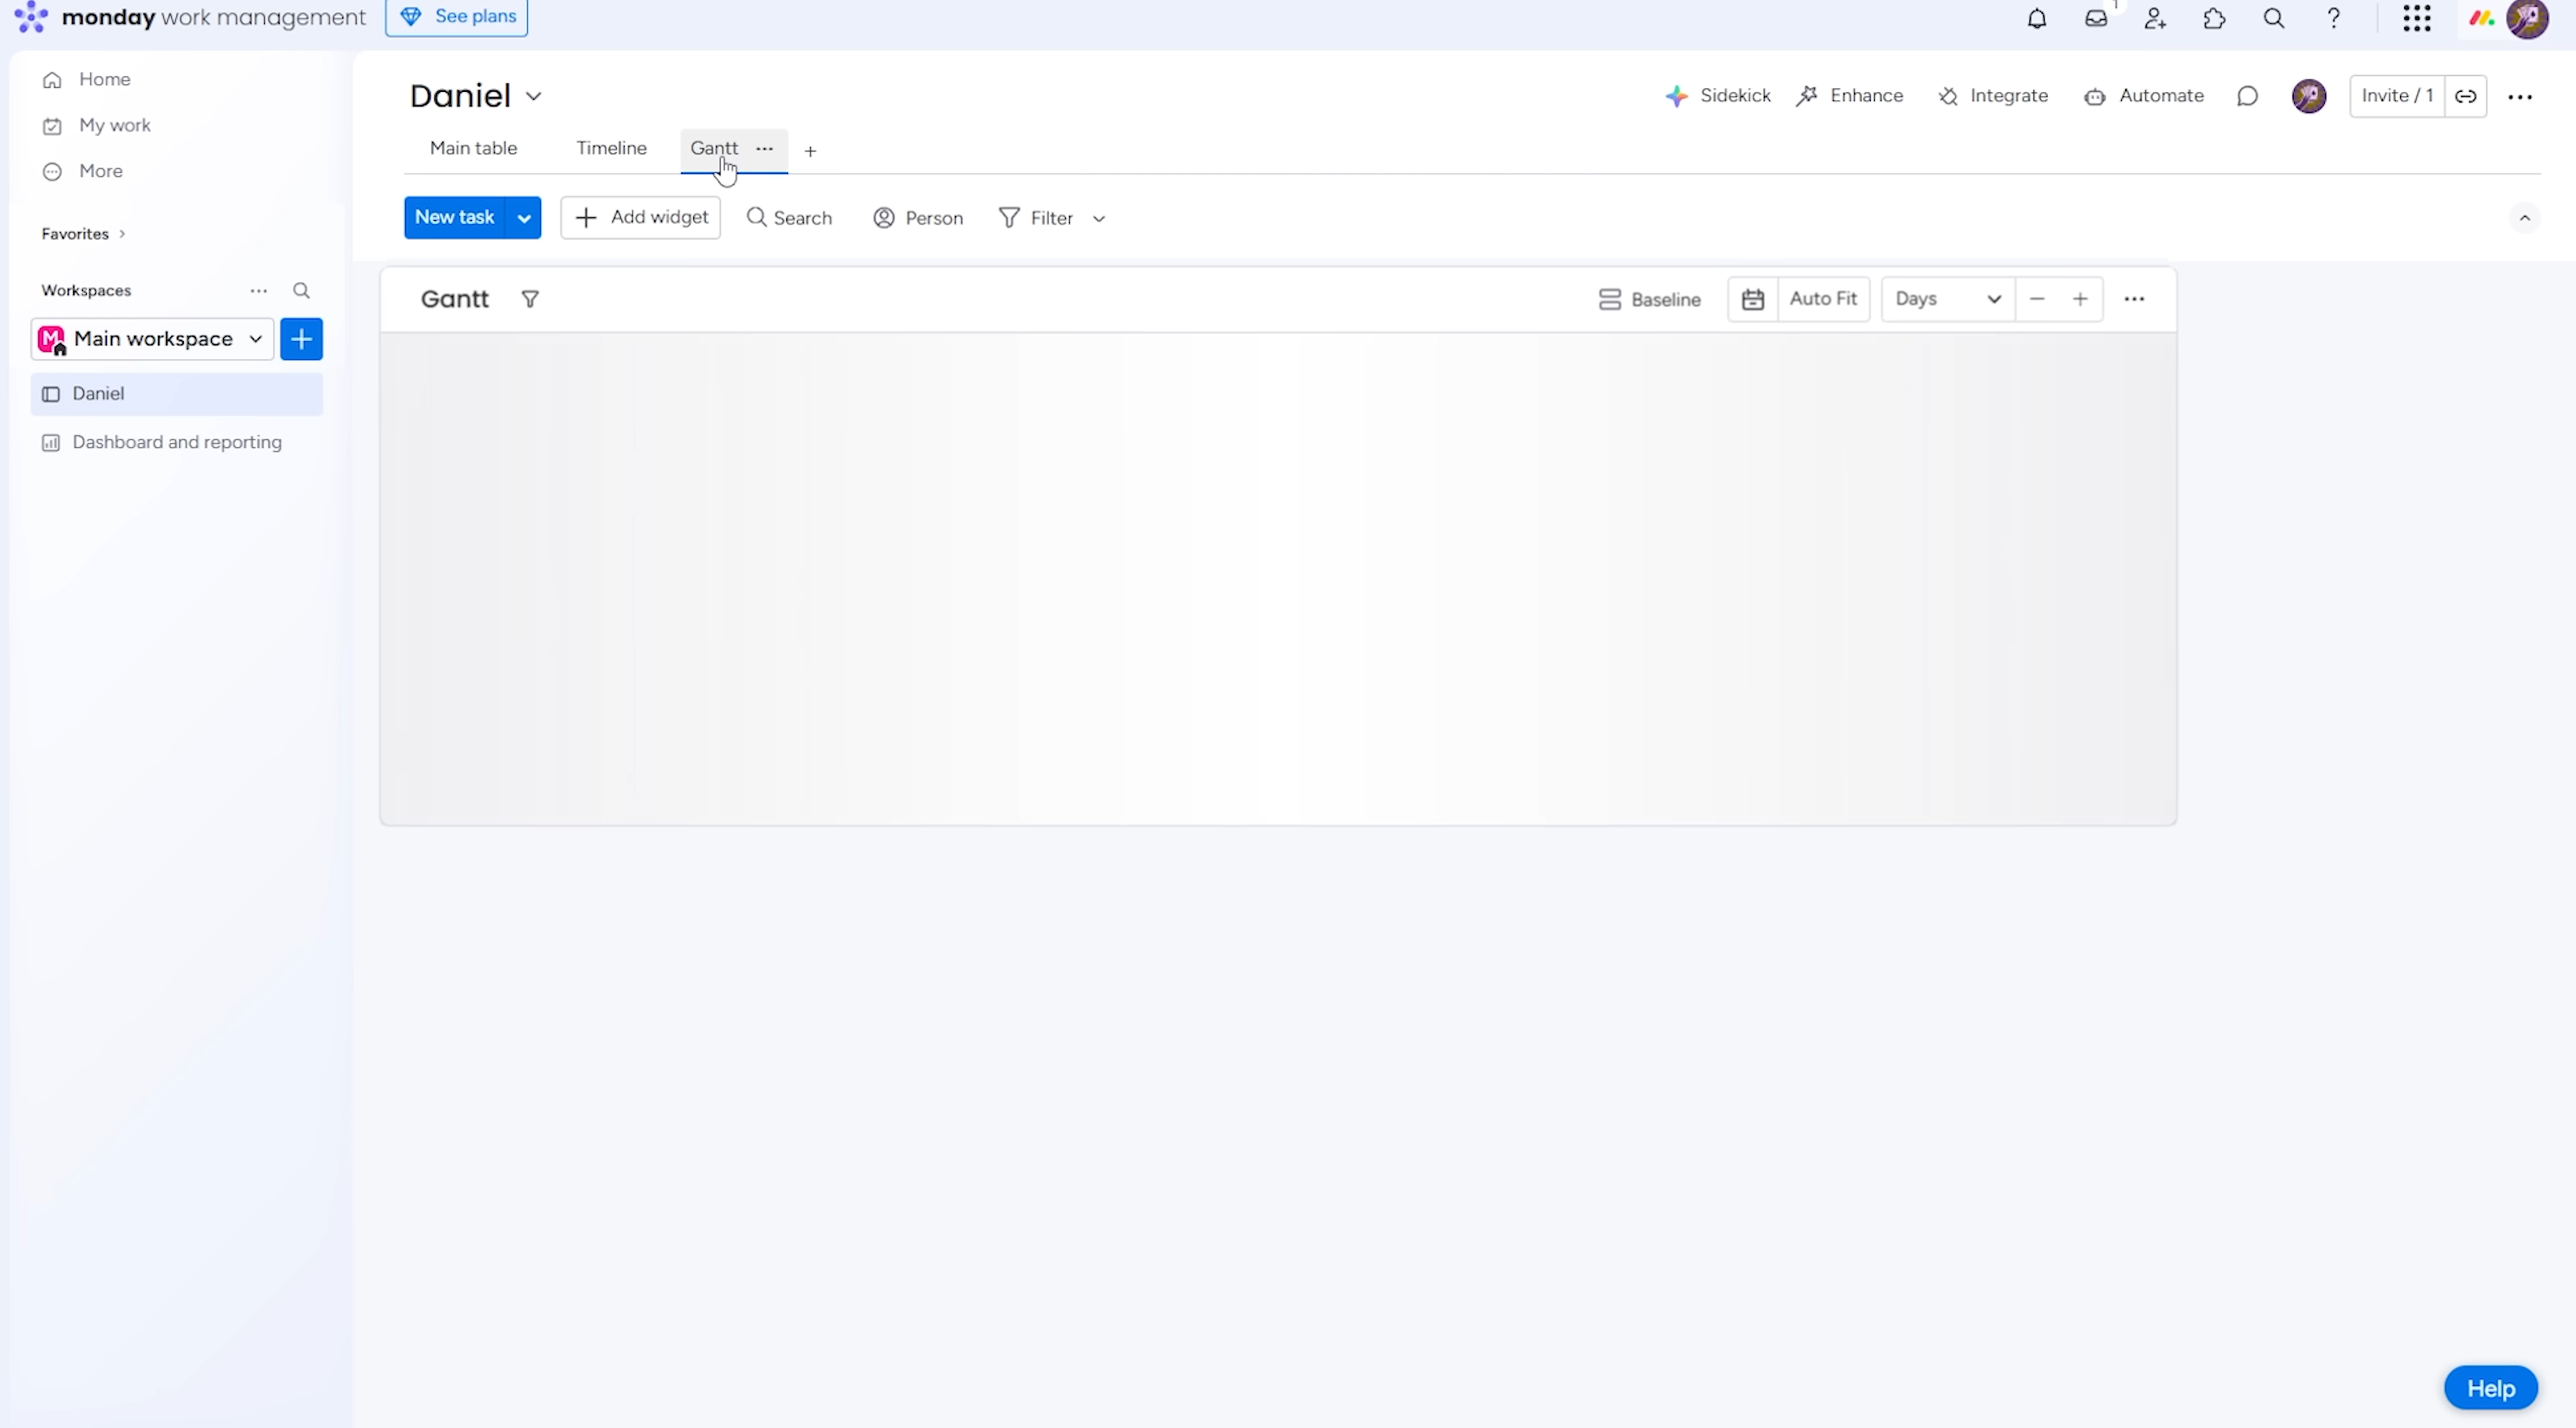 monday work management
See plans
1
Home
My work
More
Favorites
Workspaces
Main workspace
Daniel
Dashboard and reporting
Daniel
Sidekick
Enhance
Integrate
Automate
Invite / 1
Main table
Timeline
Gantt
New task
Add widget
Search
Person
Filter
Gantt
Baseline
Auto Fit
Days
Help